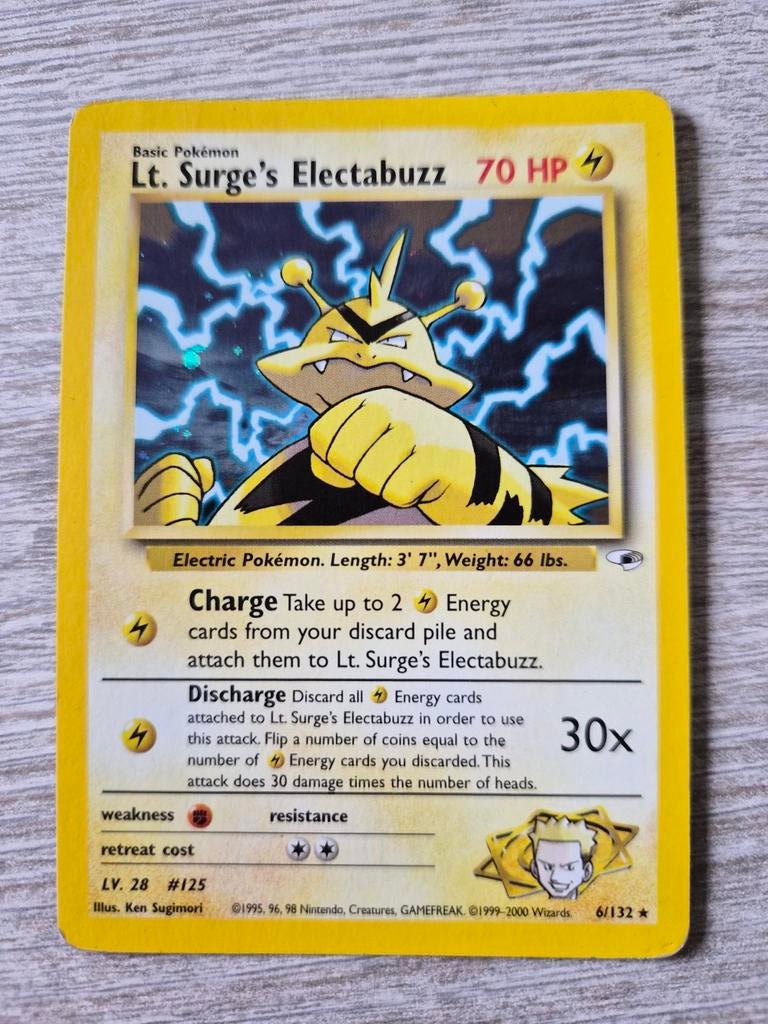 Basic Pokémon
Lt. Surge's Electabuzz 70 HP
Electric Pokémon. Length: 3' 7", Weight: 66 lbs.
Charge Take up to 2 Energy
cards from your discard pile and
attach them to Lt. Surge's Electabuzz.
Discharge Discard all Energy cards
attached to Lt. Surge's Electabuzz in order to use
this attack. Flip a number of coins equal to the
number of Energy cards you discarded. This
attack does 30 damage times the number of heads.
30x
weakness resistance
retreat cost
LV. 28 #125
Illus. Ken Sugimori ©1995, 96, 98 Nintendo, Creatures, GAMEFREAK. ©1999–2000 Wizards. 6/132 ★